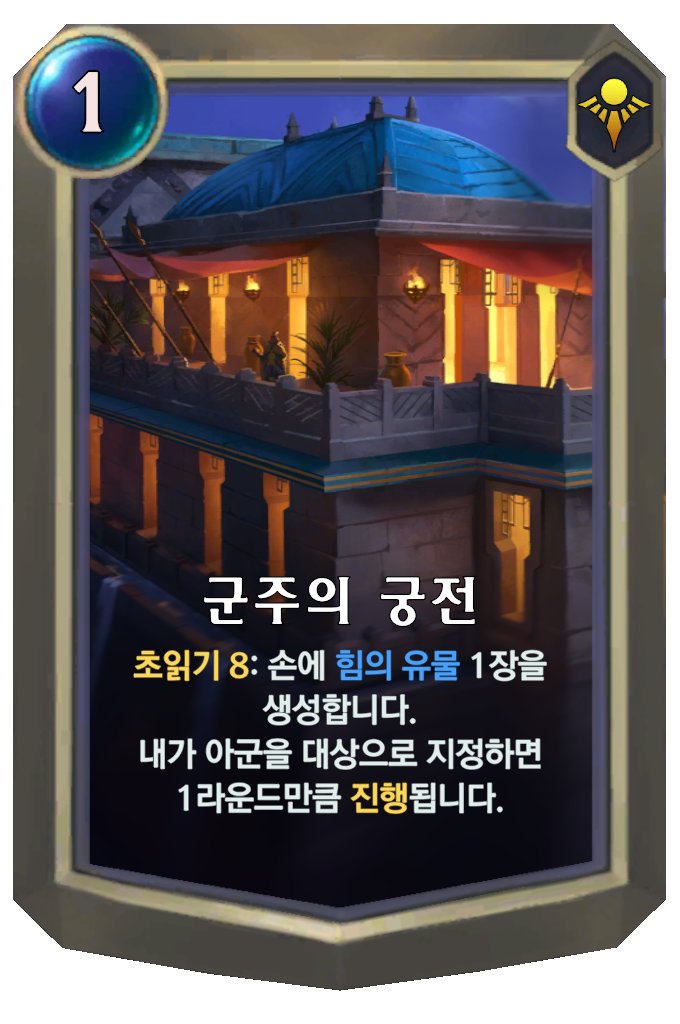 1
군주의 궁전
초읽기 8: 손에 힘의 유물 1장을
생성합니다.
내가 아군을 대상으로 지정하면
1라운드만큼 진행됩니다.